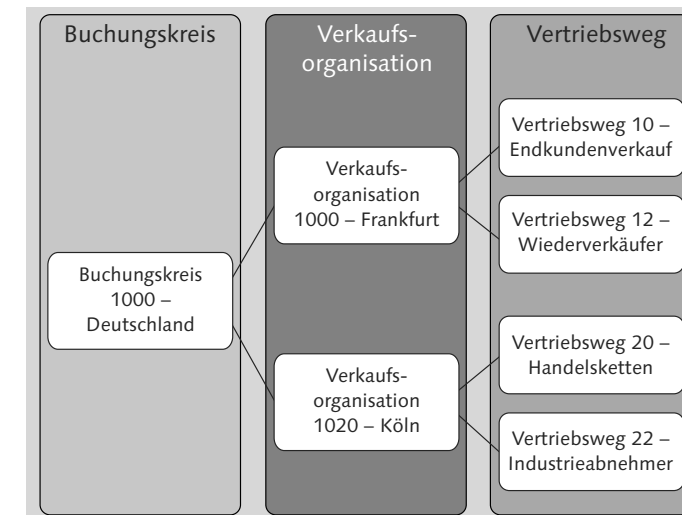 Buchungskreis
Verkaufs-
organisation
Vertriebsweg
Buchungskreis
1000 –
Deutschland
Verkaufs-
organisation
1000 – Frankfurt
Verkaufs-
organisation
1020 – Köln
Vertriebsweg 10 –
Endkundenverkauf
Vertriebsweg 12 –
Wiederverkäufer
Vertriebsweg 20 –
Handelsketten
Vertriebsweg 22 –
Industrieabnehmer